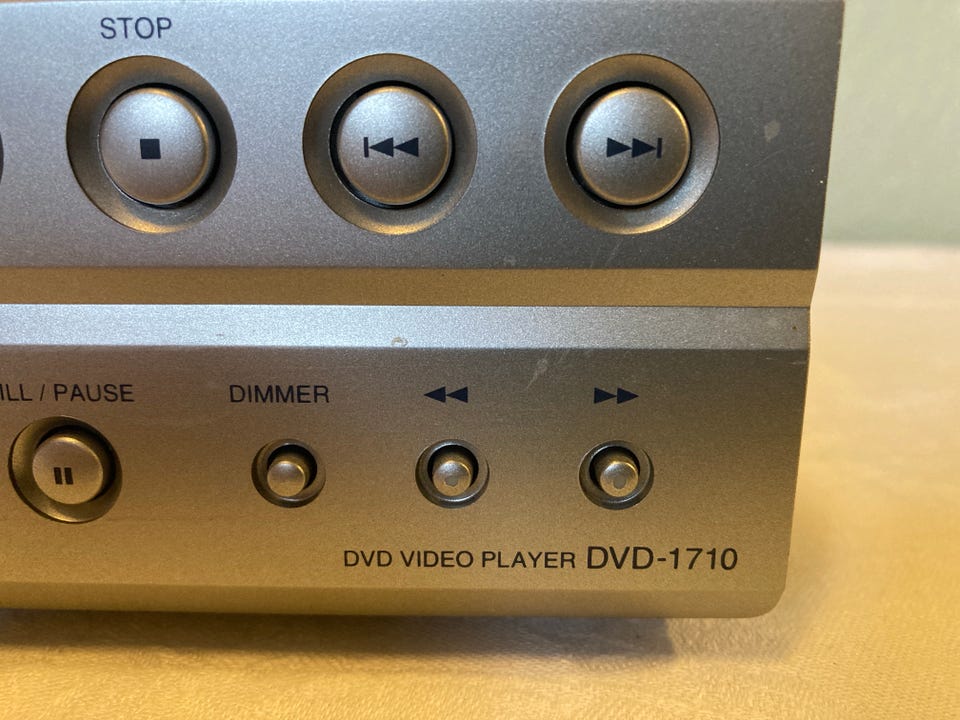 STOP
ILL / PAUSE
DIMMER
DVD VIDEO PLAYER DVD-1710